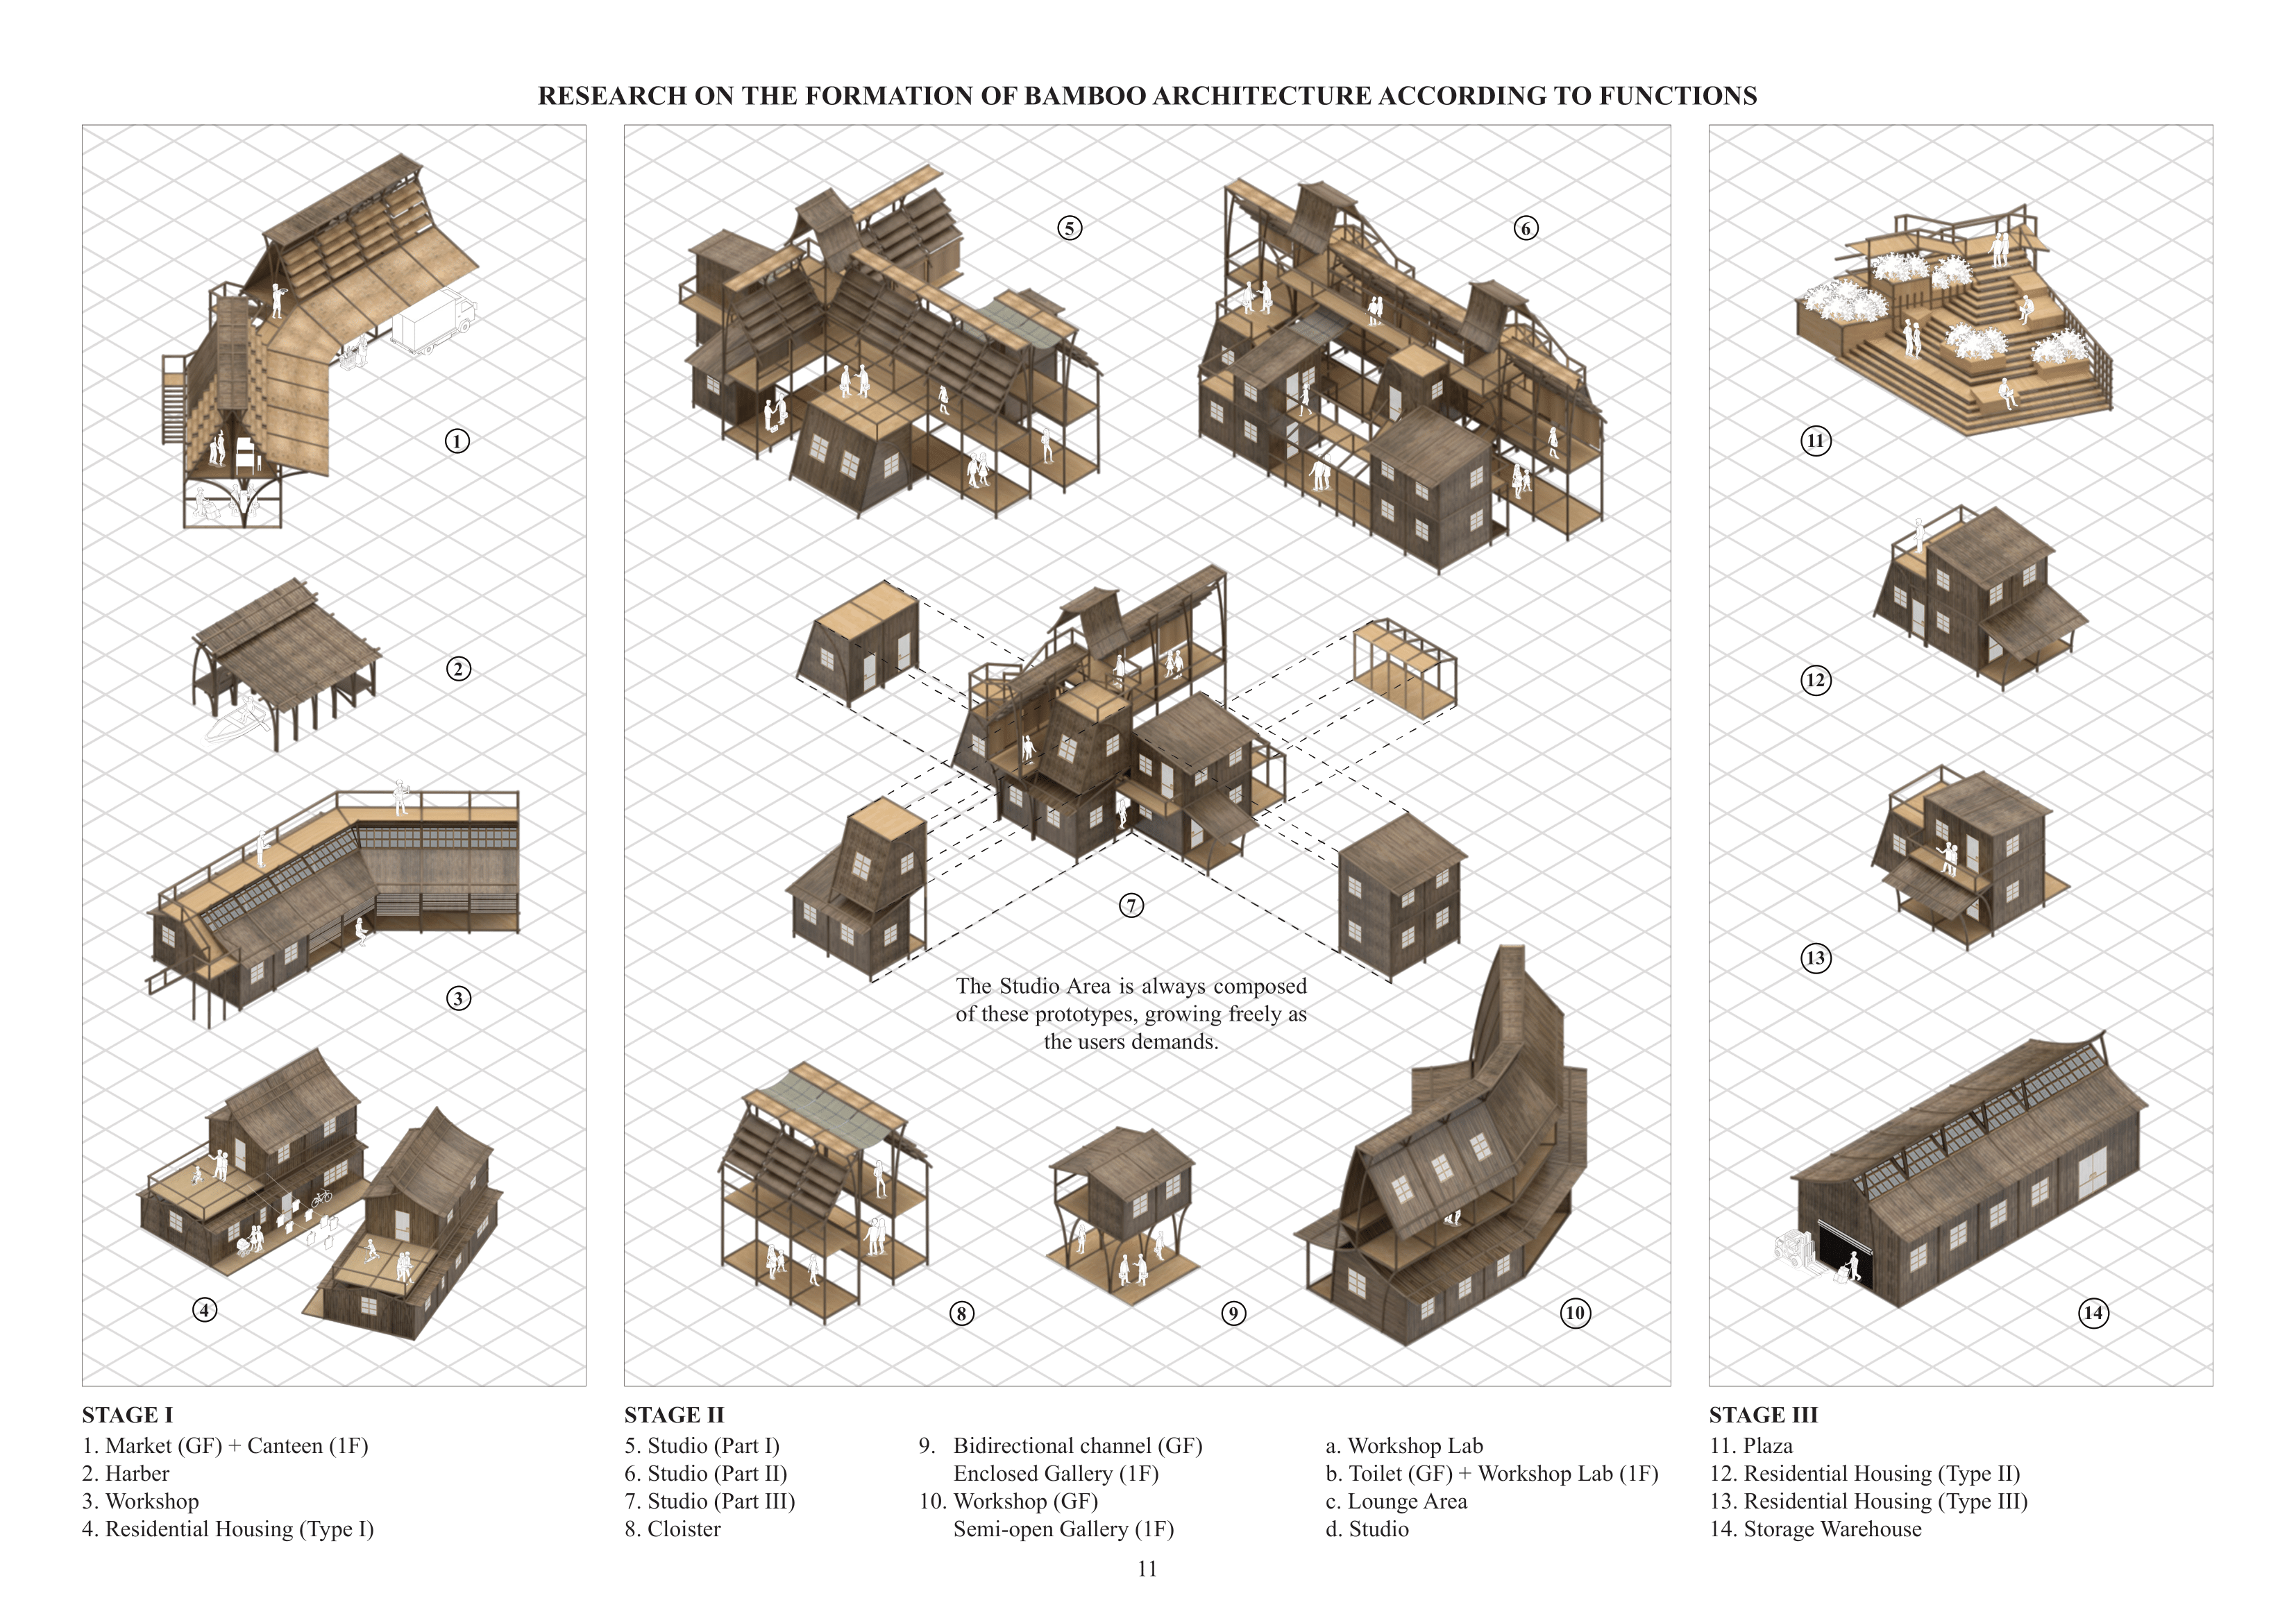 RESEARCH ON THE FORMATION OF BAMBOO ARCHITECTURE ACCORDING TO FUNCTIONS
1
2
3
4
5
6
7
The Studio Area is always composed
of these prototypes, growing freely as
the users demands.
8
9
10
11
12
13
14
STAGE I
1. Market (GF) + Canteen (1F)
2. Harber
3. Workshop
4. Residential Housing (Type I)
STAGE II
5. Studio (Part I)
6. Studio (Part II)
7. Studio (Part III)
8. Cloister
9. Bidirectional channel (GF)
Enclosed Gallery (1F)
10. Workshop (GF)
Semi-open Gallery (1F)
a. Workshop Lab
b. Toilet (GF) + Workshop Lab (1F)
c. Lounge Area
d. Studio
STAGE III
11. Plaza
12. Residential Housing (Type II)
13. Residential Housing (Type III)
14. Storage Warehouse
11